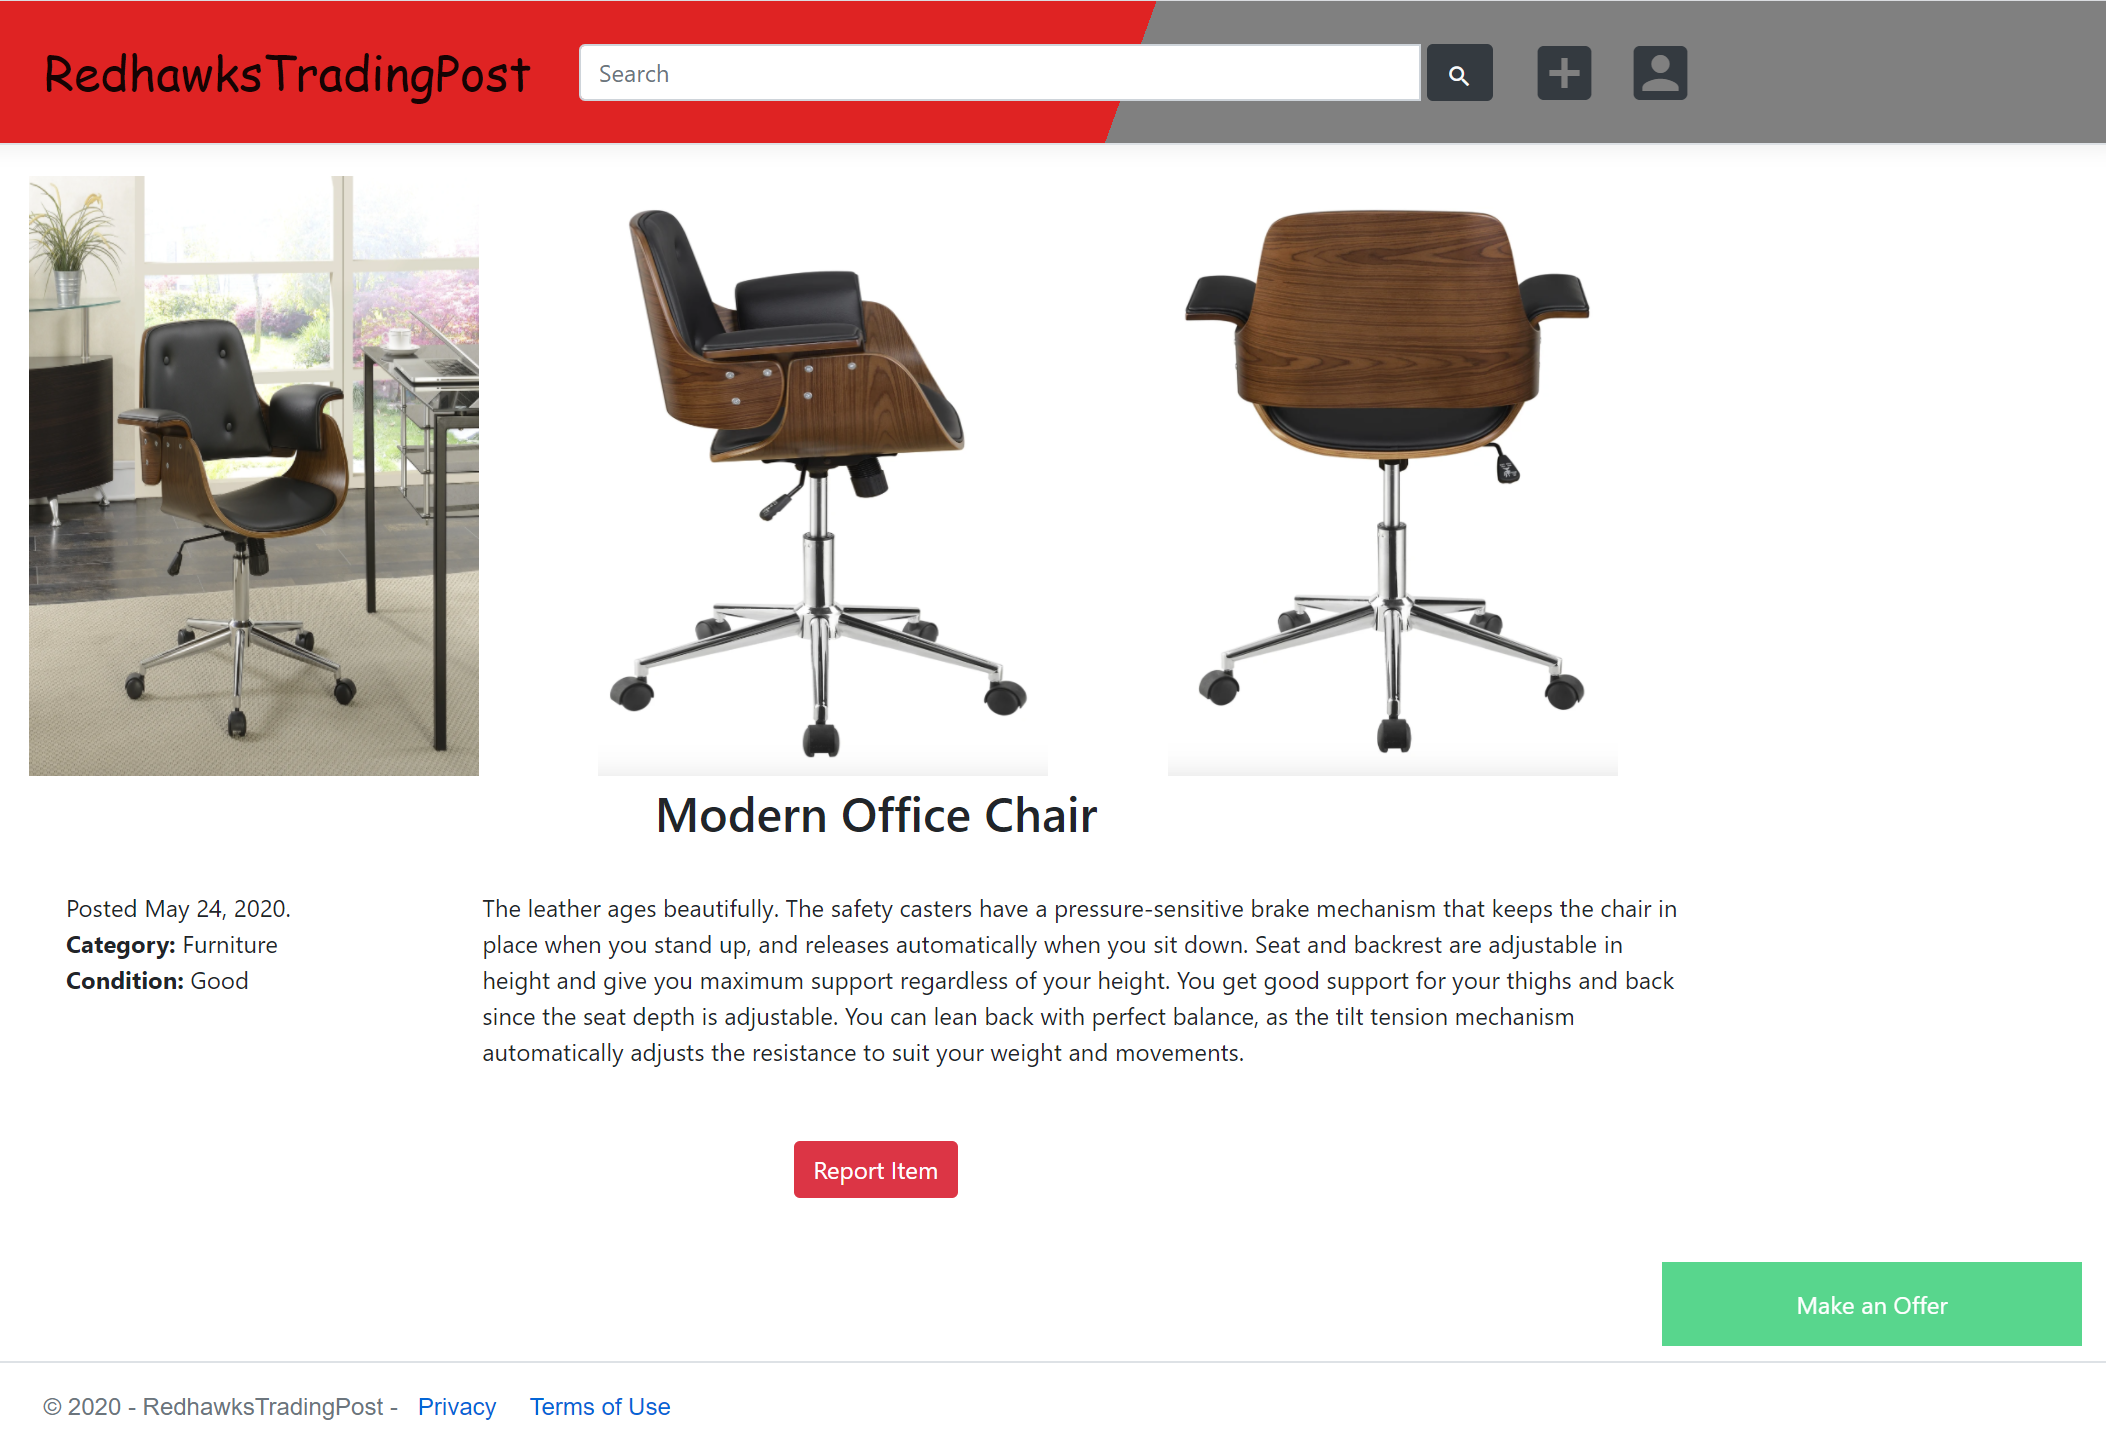 RedhawksTradingPost
Search
Modern Office Chair
Posted May 24, 2020.
Category: Furniture
Condition: Good
The leather ages beautifully. The safety casters have a pressure-sensitive brake mechanism that keeps the chair in
place when you stand up, and releases automatically when you sit down. Seat and backrest are adjustable in
height and give you maximum support regardless of your height. You get good support for your thighs and back
since the seat depth is adjustable. You can lean back with perfect balance, as the tilt tension mechanism
automatically adjusts the resistance to suit your weight and movements.
Report Item
Make an Offer
© 2020 - RedhawksTradingPost - Privacy Terms of Use